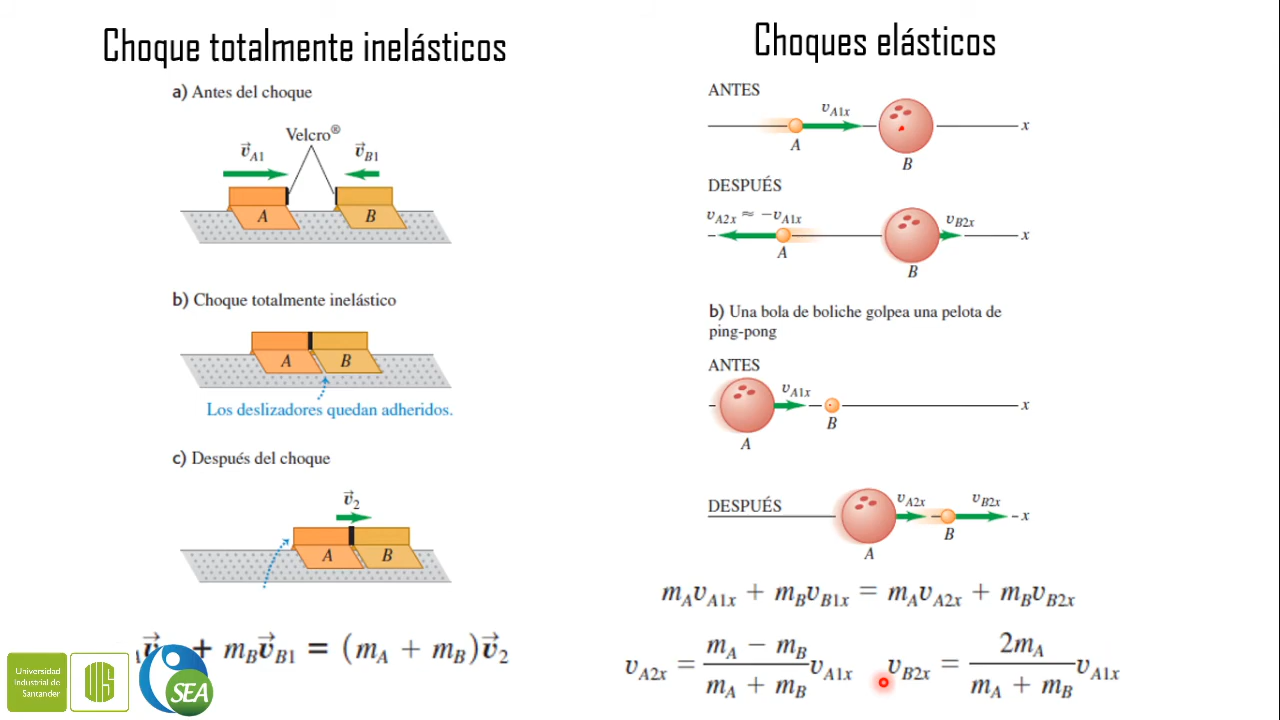 Choque totalmente inelásticos
a) Antes del choque
Velcro®
v⃗A1
v⃗B1
A
B
b) Choque totalmente inelástico
A
B
Los deslizadores quedan adheridos.
c) Después del choque
v⃗2
A
B
+ mBv⃗B1 = (mA + mB)v⃗2
Universidad
Industrial de
Santander
SEA
Choques elásticos
ANTES
vA1x
x
A
B
DESPUÉS
vA2x ≈ −vA1x
vB2x
x
A
B
b) Una bola de boliche golpea una pelota de
ping-pong
ANTES
vA1x
x
B
A
DESPUÉS
vA2x
vB2x
x
B
A
mAvA1x + mBvB1x = mAvA2x + mBvB2x
vA2x = (mA − mB)/(mA + mB) vA1x
vB2x = 2mA/(mA + mB) vA1x